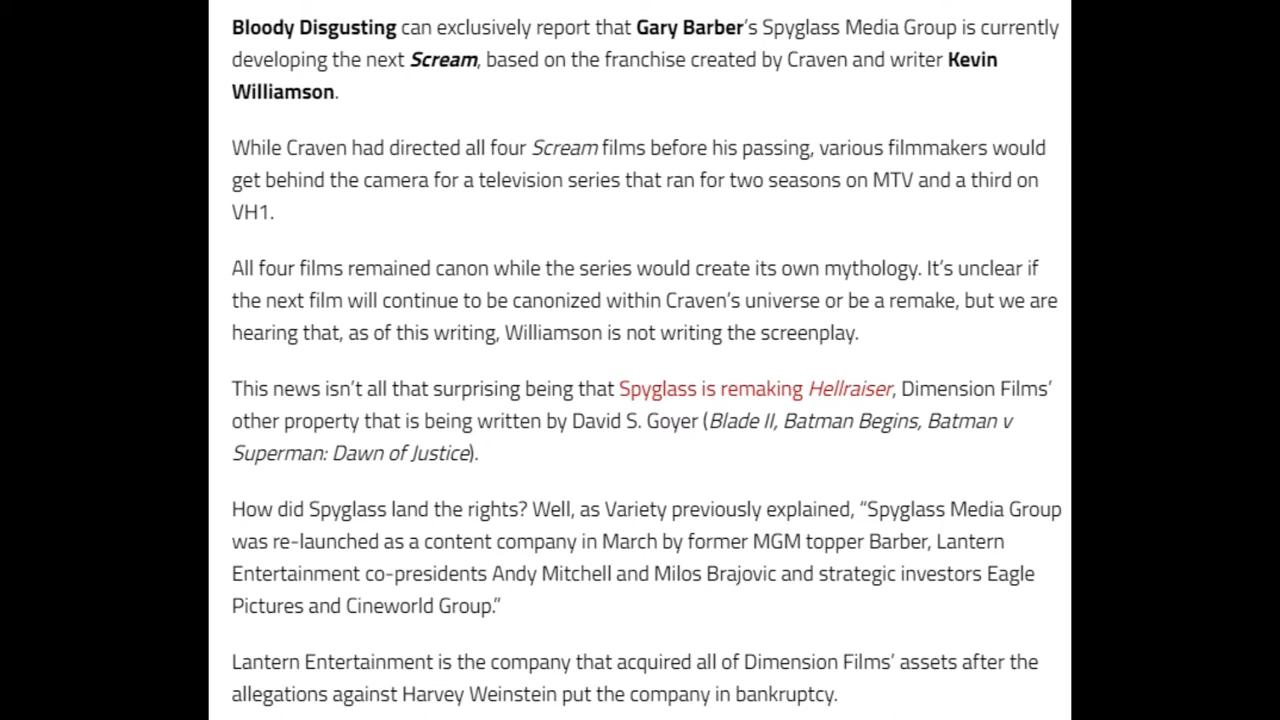 Bloody Disgusting can exclusively report that Gary Barber's Spyglass Media Group is currently
developing the next Scream, based on the franchise created by Craven and writer Kevin
Williamson.
While Craven had directed all four Scream films before his passing, various filmmakers would
get behind the camera for a television series that ran for two seasons on MTV and a third on
VH1.
All four films remained canon while the series would create its own mythology. It's unclear if
the next film will continue to be canonized within Craven's universe or be a remake, but we are
hearing that, as of this writing, Williamson is not writing the screenplay.
This news isn't all that surprising being that Spyglass is remaking Hellraiser, Dimension Films'
other property that is being written by David S. Goyer (Blade II, Batman Begins, Batman v
Superman: Dawn of Justice).
How did Spyglass land the rights? Well, as Variety previously explained, “Spyglass Media Group
was re-launched as a content company in March by former MGM topper Barber, Lantern
Entertainment co-presidents Andy Mitchell and Milos Brajovic and strategic investors Eagle
Pictures and Cineworld Group.”
Lantern Entertainment is the company that acquired all of Dimension Films' assets after the
allegations against Harvey Weinstein put the company in bankruptcy.